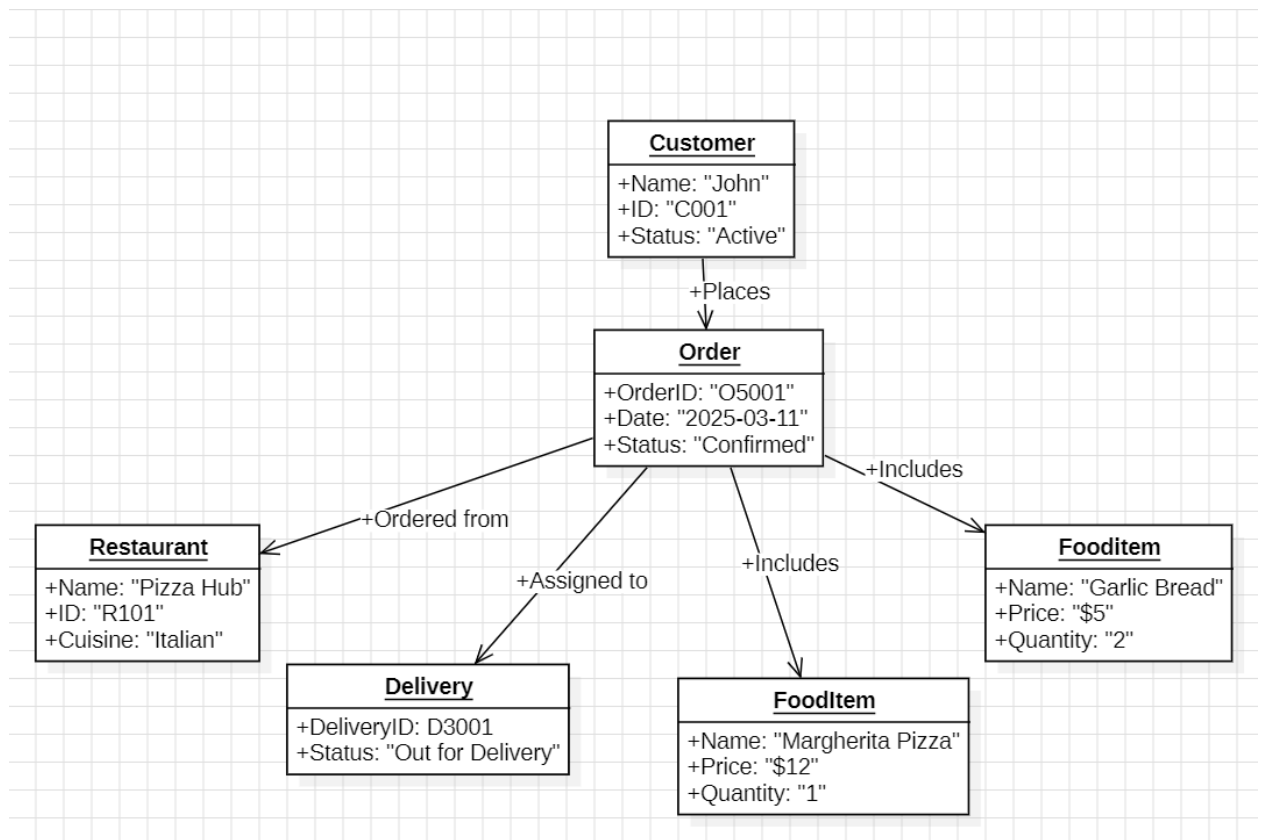 Customer
+Name: "John"
+ID: "C001"
+Status: "Active"
+Places
Order
+OrderID: "O5001"
+Date: "2025-03-11"
+Status: "Confirmed"
+Includes
+Ordered from
Restaurant
+Name: "Pizza Hub"
+ID: "R101"
+Cuisine: "Italian"
+Assigned to
+Includes
Fooditem
+Name: "Garlic Bread"
+Price: "$5"
+Quantity: "2"
Delivery
+DeliveryID: D3001
+Status: "Out for Delivery"
FoodItem
+Name: "Margherita Pizza"
+Price: "$12"
+Quantity: "1"